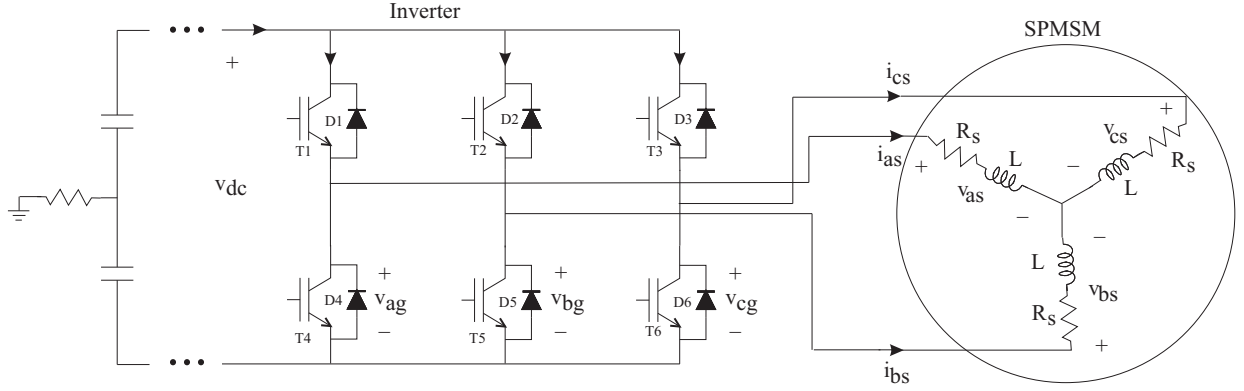 Inverter
SPMSM
+
i_cs
D1
D2
D3
+
R_s
v_cs
T1
T2
T3
i_as
+
L
R_s
v_dc
v_as
−
−
L
−
−
L
D4
+
v_ag
−
D5
+
v_bg
−
D6
+
v_cg
−
v_bs
R_s
T4
T5
T6
+
i_bs